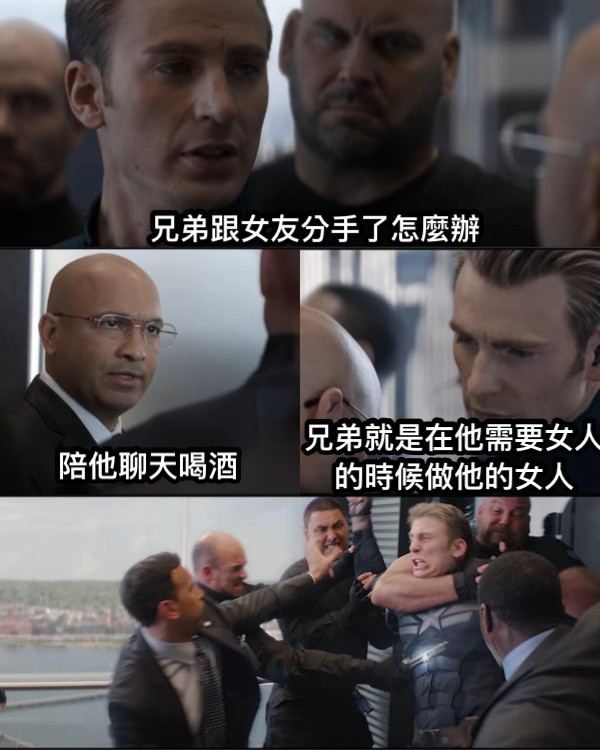 兄弟跟女友分手了怎麼辦
陪他聊天喝酒
兄弟就是在他需要女人
的時候做他的女人